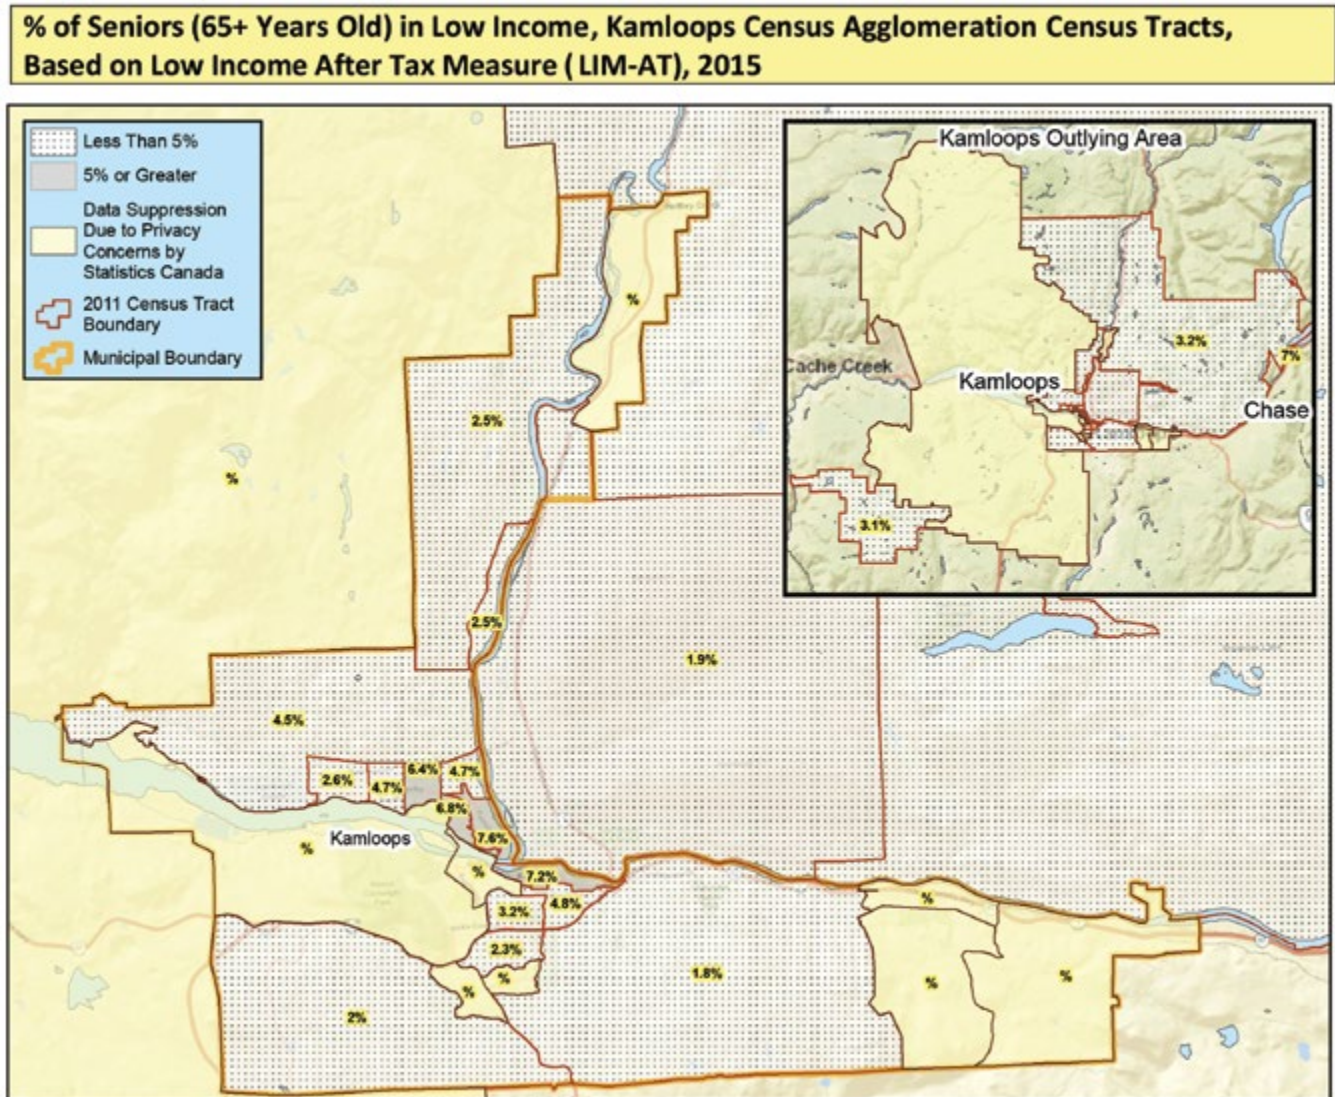 % of Seniors (65+ Years Old) in Low Income, Kamloops Census Agglomeration Census Tracts,
Based on Low Income After Tax Measure ( LIM-AT), 2015
Less Than 5%
5% or Greater
Data Suppression
Due to Privacy
Concerns by
Statistics Canada
2011 Census Tract
Boundary
Municipal Boundary
Kamloops Outlying Area
3.2%
7%
Cache Creek
Kamloops
Chase
3.1%
%
2.5%
%
2.5%
1.9%
4.5%
2.6%
4.7%
4.7%
6.8%
7.6%
Kamloops
%
%
7.2%
4.8%
3.2%
%
2.3%
%
%
1.8%
%
%
2%